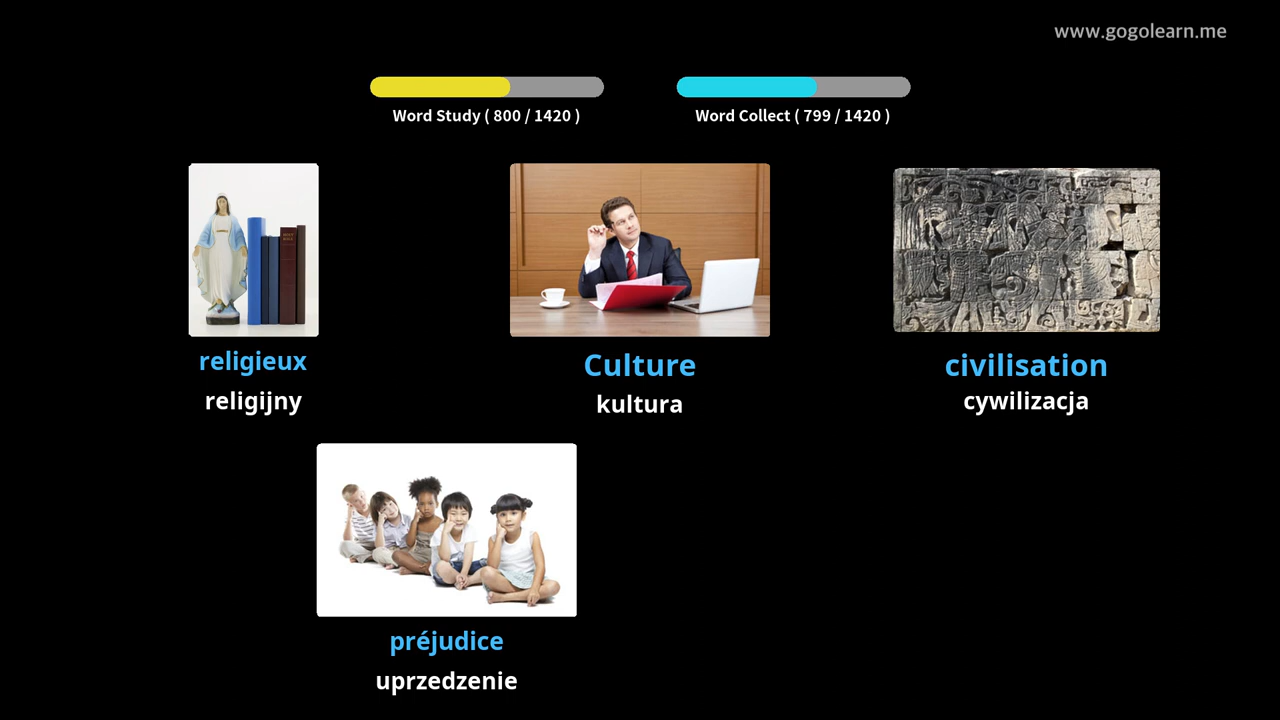 www.gogolearn.me
Word Study ( 800 / 1420 )
Word Collect ( 799 / 1420 )
religieux
religijny
Culture
kultura
civilisation
cywilizacja
préjudice
uprzedzenie